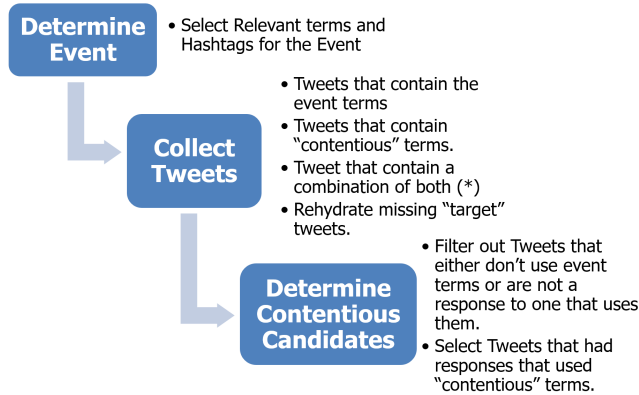 Determine
Event
• Select Relevant terms and
Hashtags for the Event
Collect
Tweets
• Tweets that contain the
event terms
• Tweets that contain
“contentious” terms.
• Tweet that contain a
combination of both (*)
• Rehydrate missing “target”
tweets.
Determine
Contentious
Candidates
• Filter out Tweets that
either don’t use event
terms or are not a
response to one that uses
them.
• Select Tweets that had
responses that used
“contentious” terms.